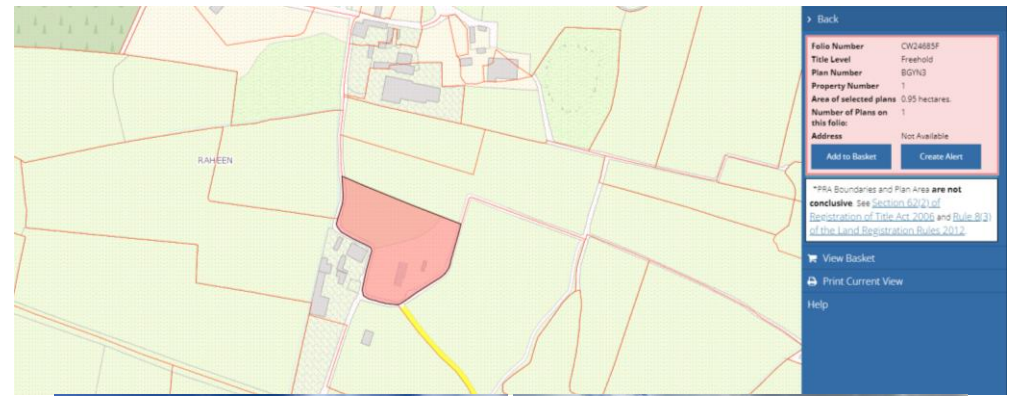 RAHEEN
Back
Folio Number CW24685F
Title Level Freehold
Plan Number BGYN3
Property Number 1
Area of selected plans 0.95 hectares.
Number of Plans on 1
this folio:
Address Not Available
Add to Basket Create Alert
*PRA Boundaries and Plan Area are not
conclusive. See Section 62(2) of
Registration of Title Act 2006 and Rule 8(3)
of the Land Registration Rules 2012.
View Basket
Print Current View
Help